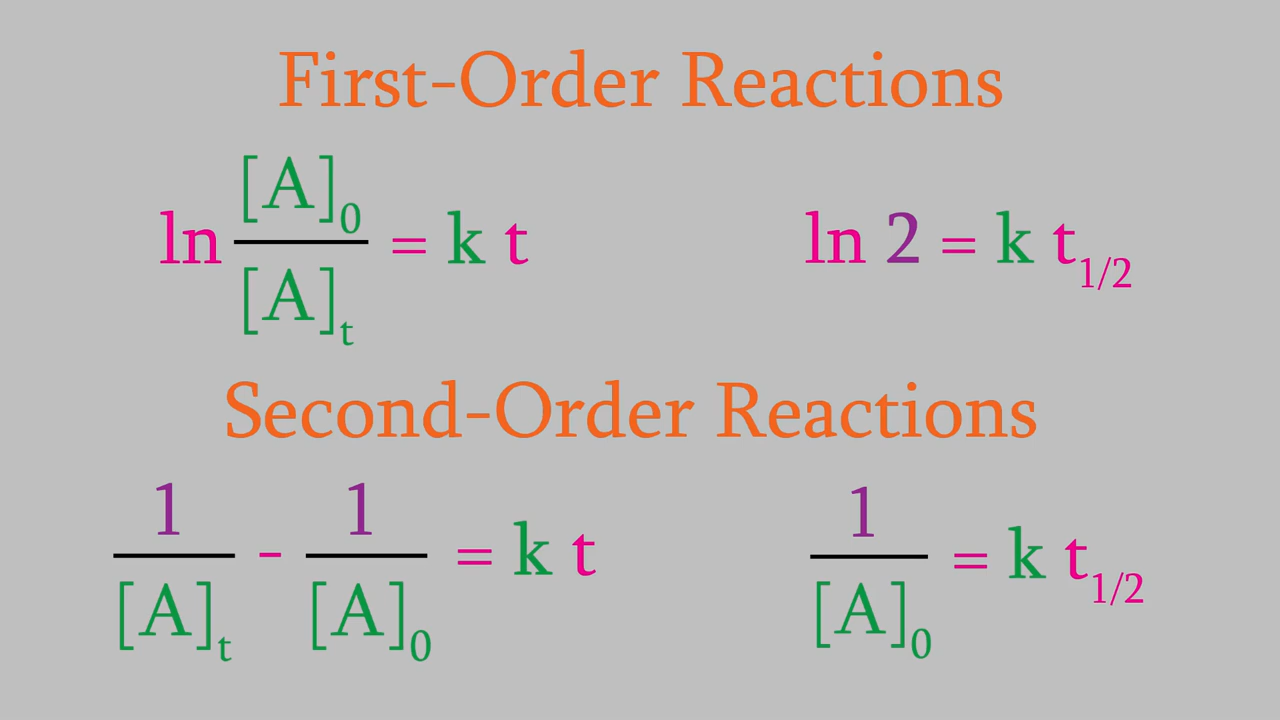 First-Order Reactions
ln [A]₀ / [A]ₜ = k t
ln 2 = k t₁/₂
Second-Order Reactions
1 / [A]ₜ - 1 / [A]₀ = k t
1 / [A]₀ = k t₁/₂